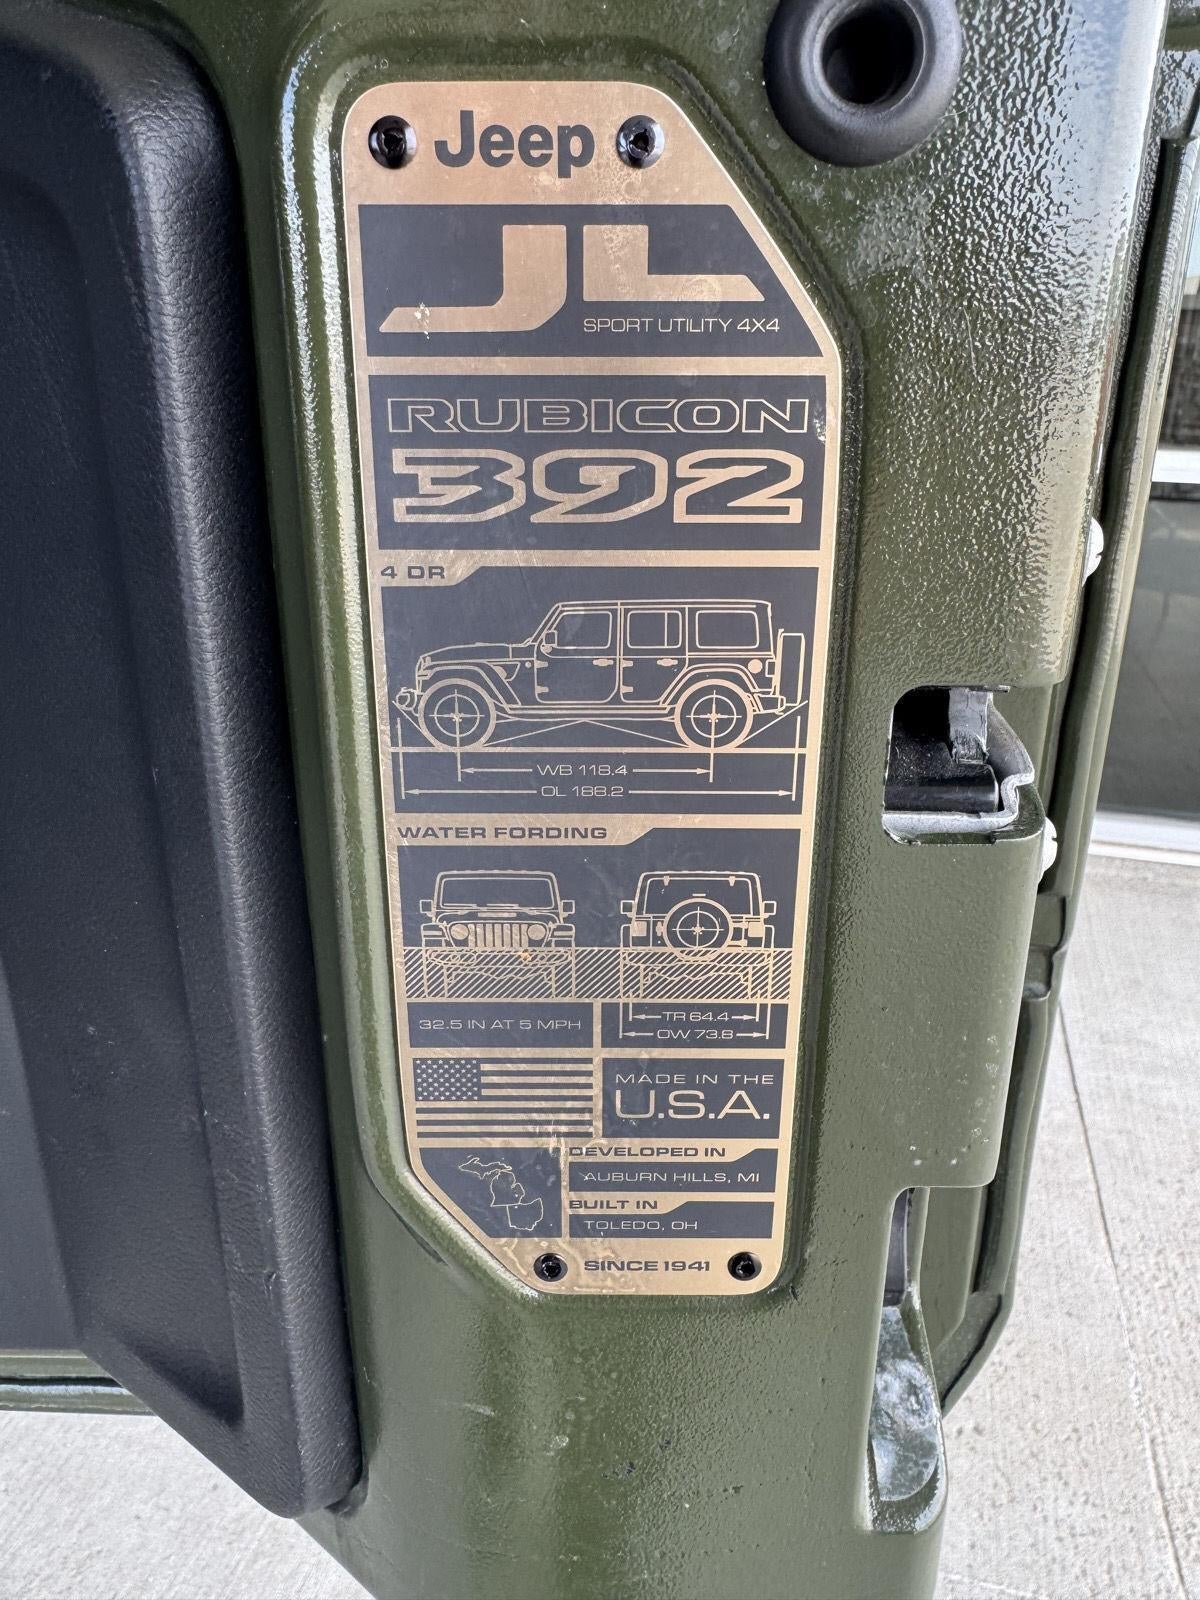 Jeep
JL
SPORT UTILITY 4X4
RUBICON
392
4 DR
WB 118.4
OL 188.2
WATER FORDING
32.5 IN AT 5 MPH
TR 64.4
OW 73.8
MADE IN THE
U.S.A.
DEVELOPED IN
AUBURN HILLS, MI
BUILT IN
TOLEDO, OH
SINCE 1941